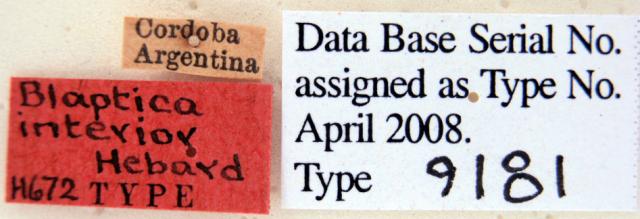 Cordoba
Argentina
Blaptica
interior
Hebard
H672 TYPE
Data Base Serial No.
assigned as Type No.
April 2008.
Type 9181